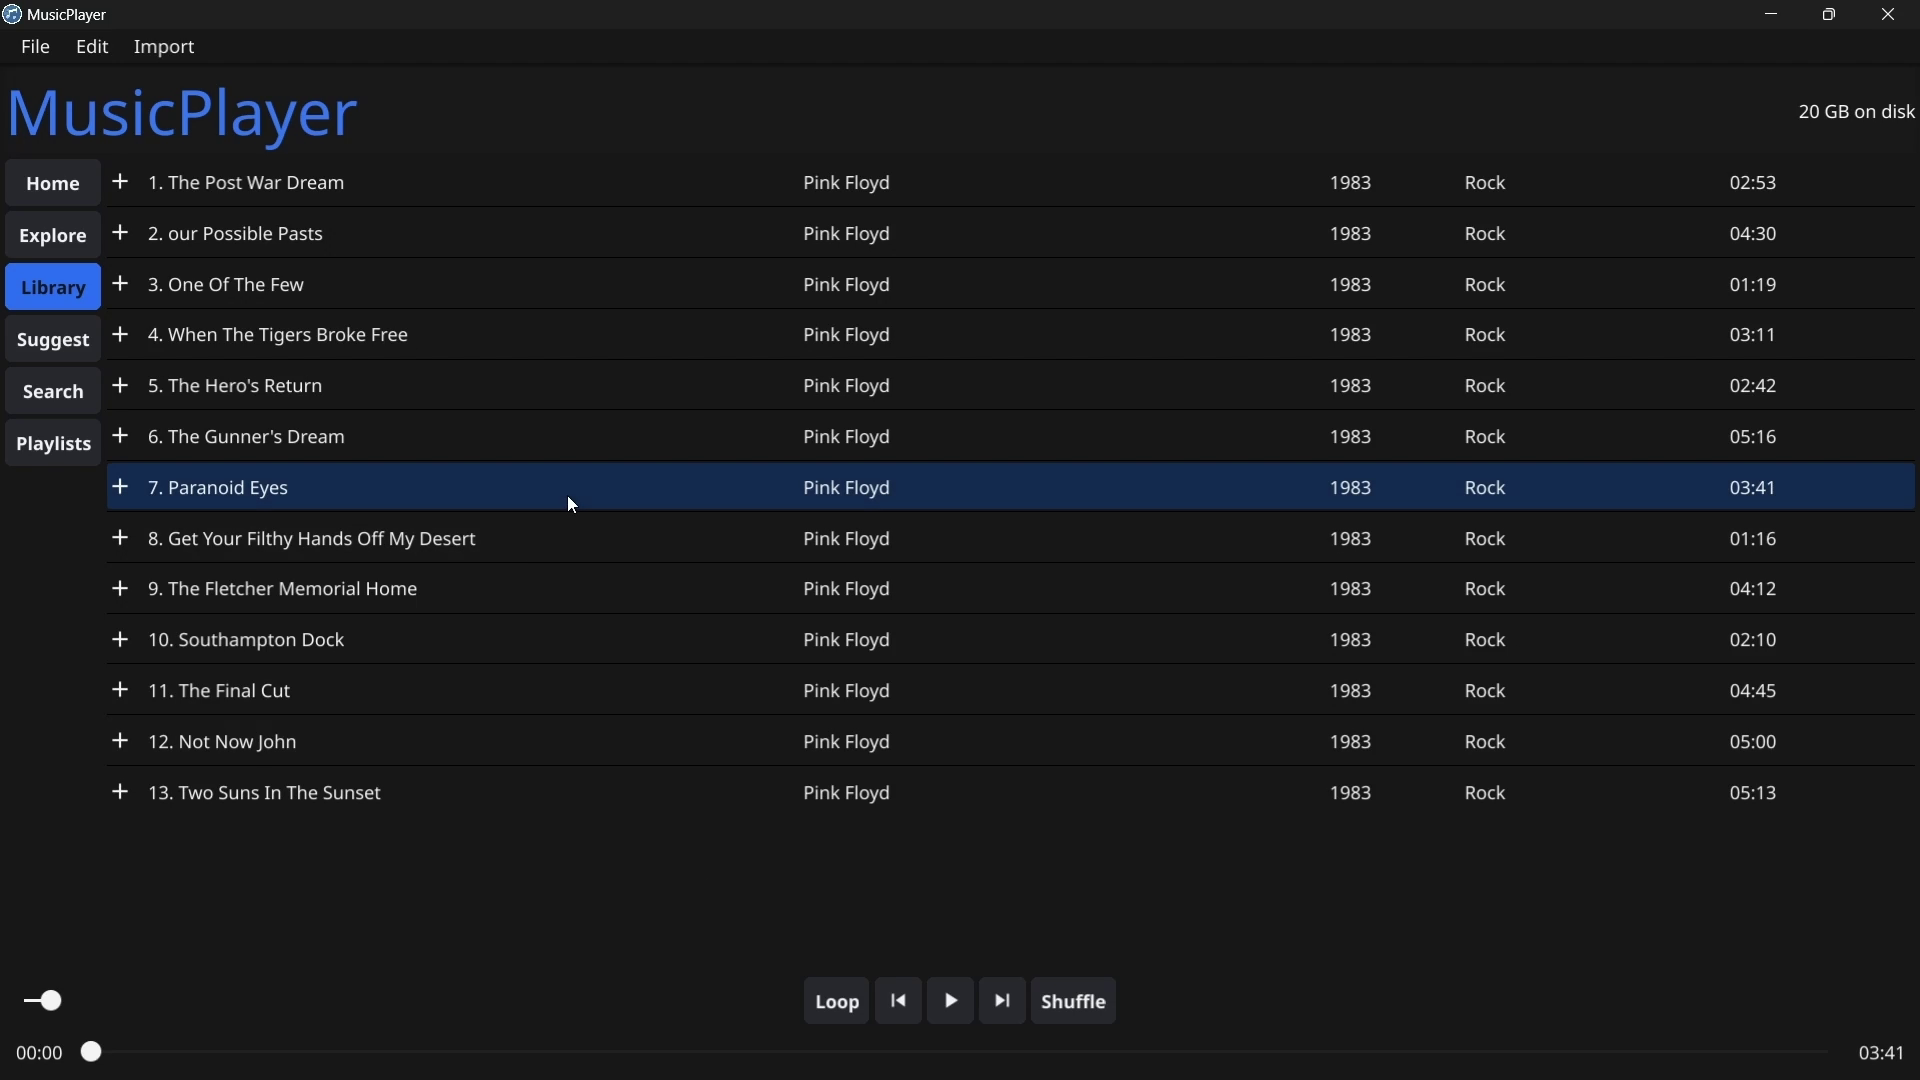 MusicPlayer
File Edit Import
MusicPlayer
20 GB on disk
Home
Explore
Library
Suggest
Search
Playlists
+ 1. The Post War Dream Pink Floyd 1983 Rock 02:53
+ 2. our Possible Pasts Pink Floyd 1983 Rock 04:30
+ 3. One Of The Few Pink Floyd 1983 Rock 01:19
+ 4. When The Tigers Broke Free Pink Floyd 1983 Rock 03:11
+ 5. The Hero's Return Pink Floyd 1983 Rock 02:42
+ 6. The Gunner's Dream Pink Floyd 1983 Rock 05:16
+ 7. Paranoid Eyes Pink Floyd 1983 Rock 03:41
+ 8. Get Your Filthy Hands Off My Desert Pink Floyd 1983 Rock 01:16
+ 9. The Fletcher Memorial Home Pink Floyd 1983 Rock 04:12
+ 10. Southampton Dock Pink Floyd 1983 Rock 02:10
+ 11. The Final Cut Pink Floyd 1983 Rock 04:45
+ 12. Not Now John Pink Floyd 1983 Rock 05:00
+ 13. Two Suns In The Sunset Pink Floyd 1983 Rock 05:13
Loop Shuffle
00:00 03:41